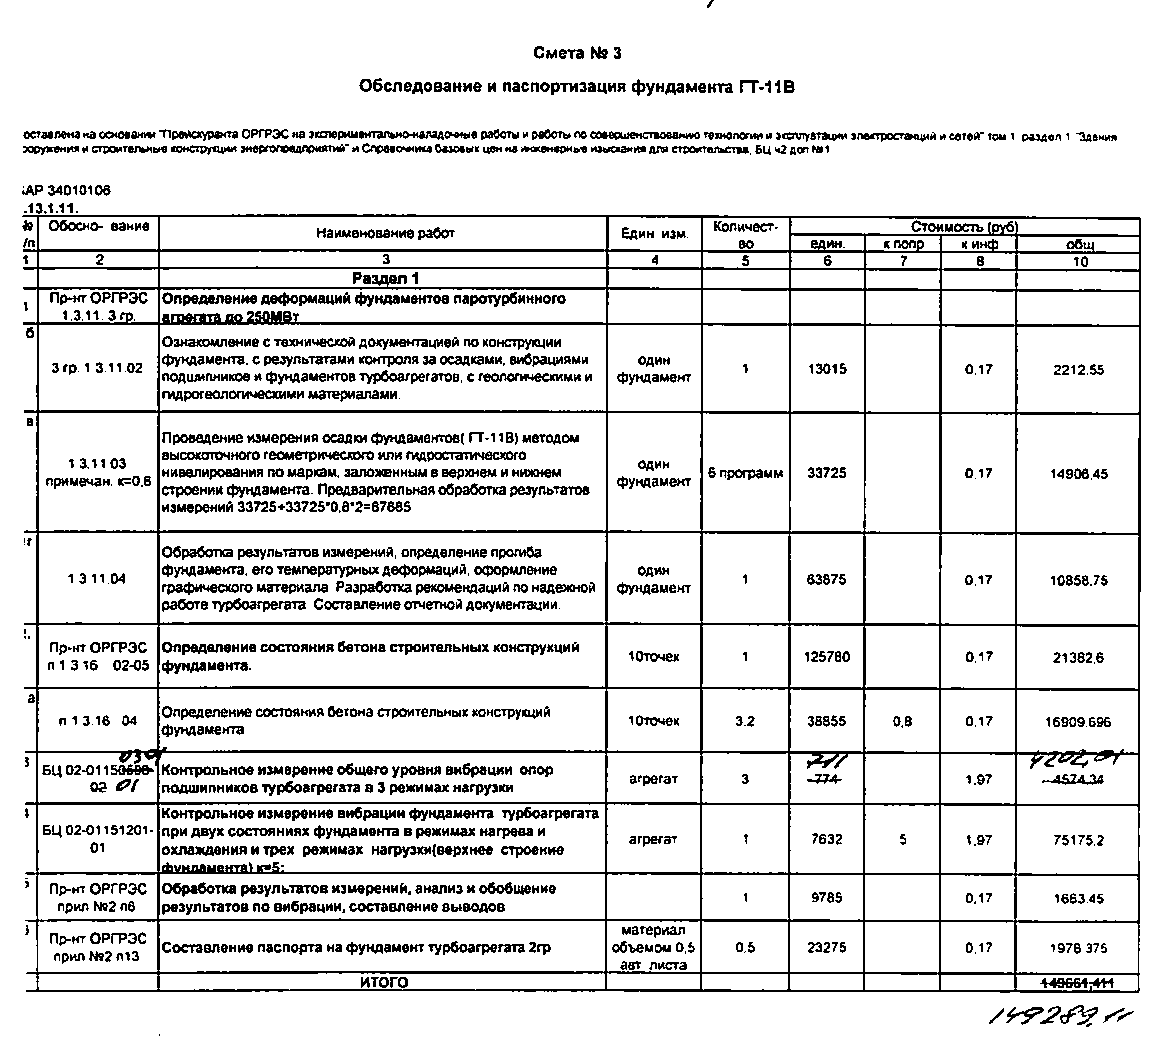 Смета № 3
Обследование и паспортизация фундамента ГТ-11В
оставлена на основании "Прейскуранта ОРГРЭС на экспериментально-наладочные работы и работы по совершенствованию технологии и эксплуатации электростанций и сетей" том 1 раздел 1 "Здания
сооружения и строительные конструкции энергопредприятий" и Справочника базовых цен на инженерные изыскания для строительства, БЦ ч2 доп №1
АР 34010106
.13.1.11.
№ /п Обосно- вание Наименование работ Един изм. Количест-во Стоимость (руб)
един. к попр к инф общ
1 2 3 4 5 6 7 8 10
Раздел 1
Пр-нт ОРГРЭС 1.3.11. 3 гр. Определение деформаций фундаментов паротурбинного
агрегата до 250МВт
б
Ознакомление с технической документацией по конструкции
фундамента, с результатами контроля за осадками, вибрациями
подшипников и фундаментов турбоагрегатов, с геологическими и
гидрогеологическими материалами.
3 гр. 1 3.11.02 один фундамент 1 13015 0,17 2212.55
в
Проведение измерения осадки фундаментов( ГТ-11В) методом
высокоточного геометрического или гидростатического
нивелирования по маркам, заложенным в верхнем и нижнем
строении фундамента. Предварительная обработка результатов
измерений 33725+33725*0,8*2=87685
1 3.11 03 примечан. к=0,8 один фундамент 6 программ 33725 0,17 14906,45
г
Обработка результатов измерений, определение прогиба
фундамента, его температурных деформаций, оформление
графического материала Разработка рекомендаций по надежной
работе турбоагрегата Составление отчетной документации.
1 3 11.04 один фундамент 1 63875 0,17 10858,75
Пр-нт ОРГРЭС п 1 3 16 02-05 Определение состояния бетона строительных конструкций
фундамента. 10точек 1 125780 0,17 21382,6
а
п 1 3.16 04 Определение состояния бетона строительных конструкций
фундамента 10точек 3.2 38855 0,8 0,17 16909.696
0301 711 4202,01
БЦ 02-01150698- Контрольное измерение общего уровня вибрации опор
02 01 подшипников турбоагрегата в 3 режимах нагрузки агрегат 3 774 1,97 4574.34
4
БЦ 02-01151201-01 Контрольное измерение вибрации фундамента турбоагрегата
при двух состояниях фундамента в режимах нагрева и
охлаждения и трех режимах нагрузки(верхнее строение
фундамента) к=5; агрегат 1 7632 5 1,97 75175,2
5
Пр-нт ОРГРЭС прил №2 п6 Обработка результатов измерений, анализ и обобщение
результатов по вибрации, составление выводов 1 9785 0,17 1663.45
Пр-нт ОРГРЭС прил №2 п13 Составление паспорта на фундамент турбоагрегата 2гр материал объемом 0,5 авт листа 0,5 23275 0,17 1978 375
ИТОГО 149661,411
149289,11